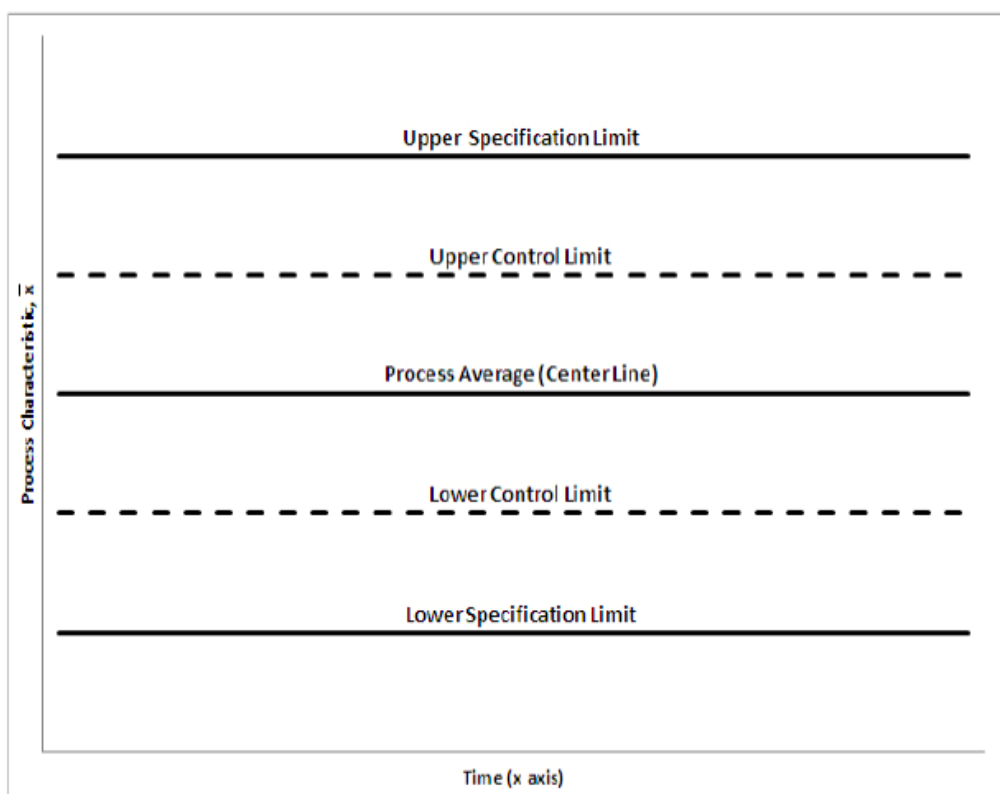 Upper Specification Limit
Upper Control Limit
Process Characteristic, x̅
Process Average (Center Line)
Lower Control Limit
Lower Specification Limit
Time (x axis)